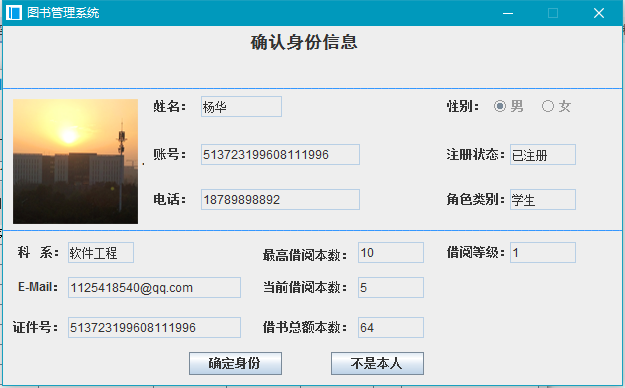 图书管理系统
确认身份信息
姓名： 杨华 性别： 男 女
账号： 513723199608111996 注册状态： 已注册
电话： 18789898892 角色类别： 学生
科 系： 软件工程 最高借阅本数： 10 借阅等级： 1
E-Mail： 1125418540@qq.com 当前借阅本数： 5
证件号： 513723199608111996 借书总额本数： 64
确定身份 不是本人